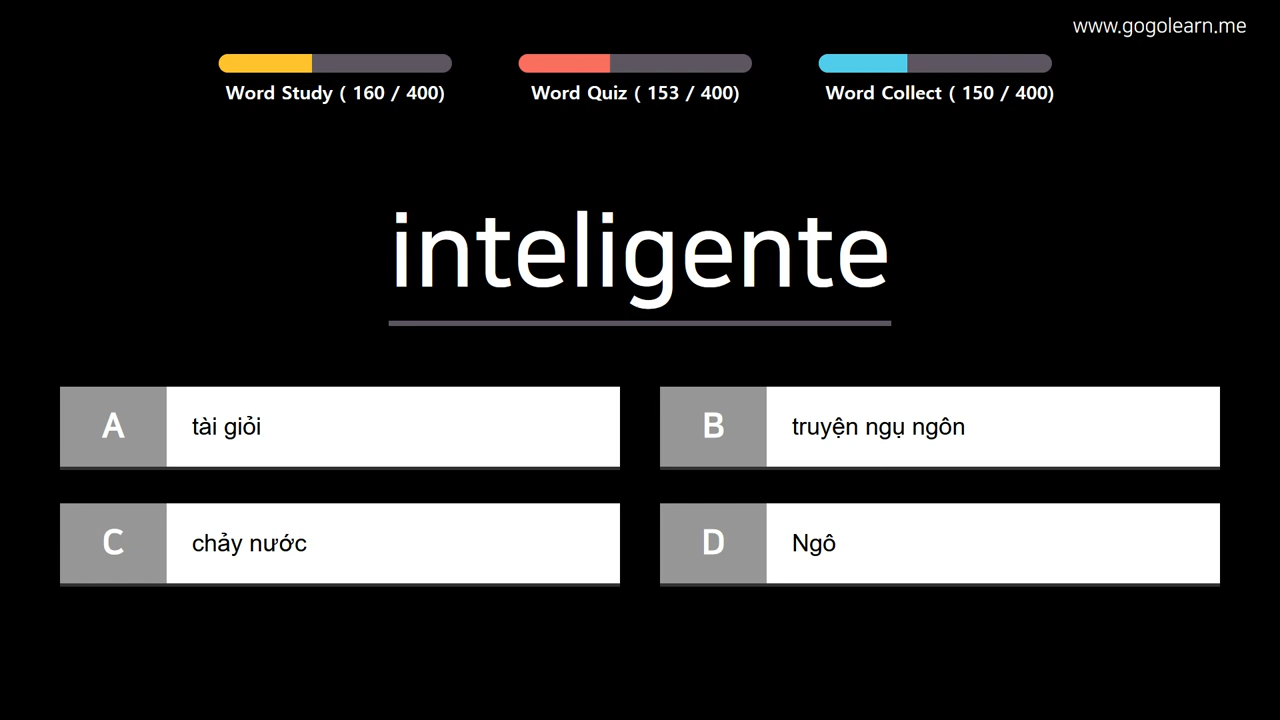 www.gogolearn.me
Word Study ( 160 / 400)
Word Quiz ( 153 / 400)
Word Collect ( 150 / 400)
inteligente
A tài giỏi
B truyện ngụ ngôn
C chảy nước
D Ngô